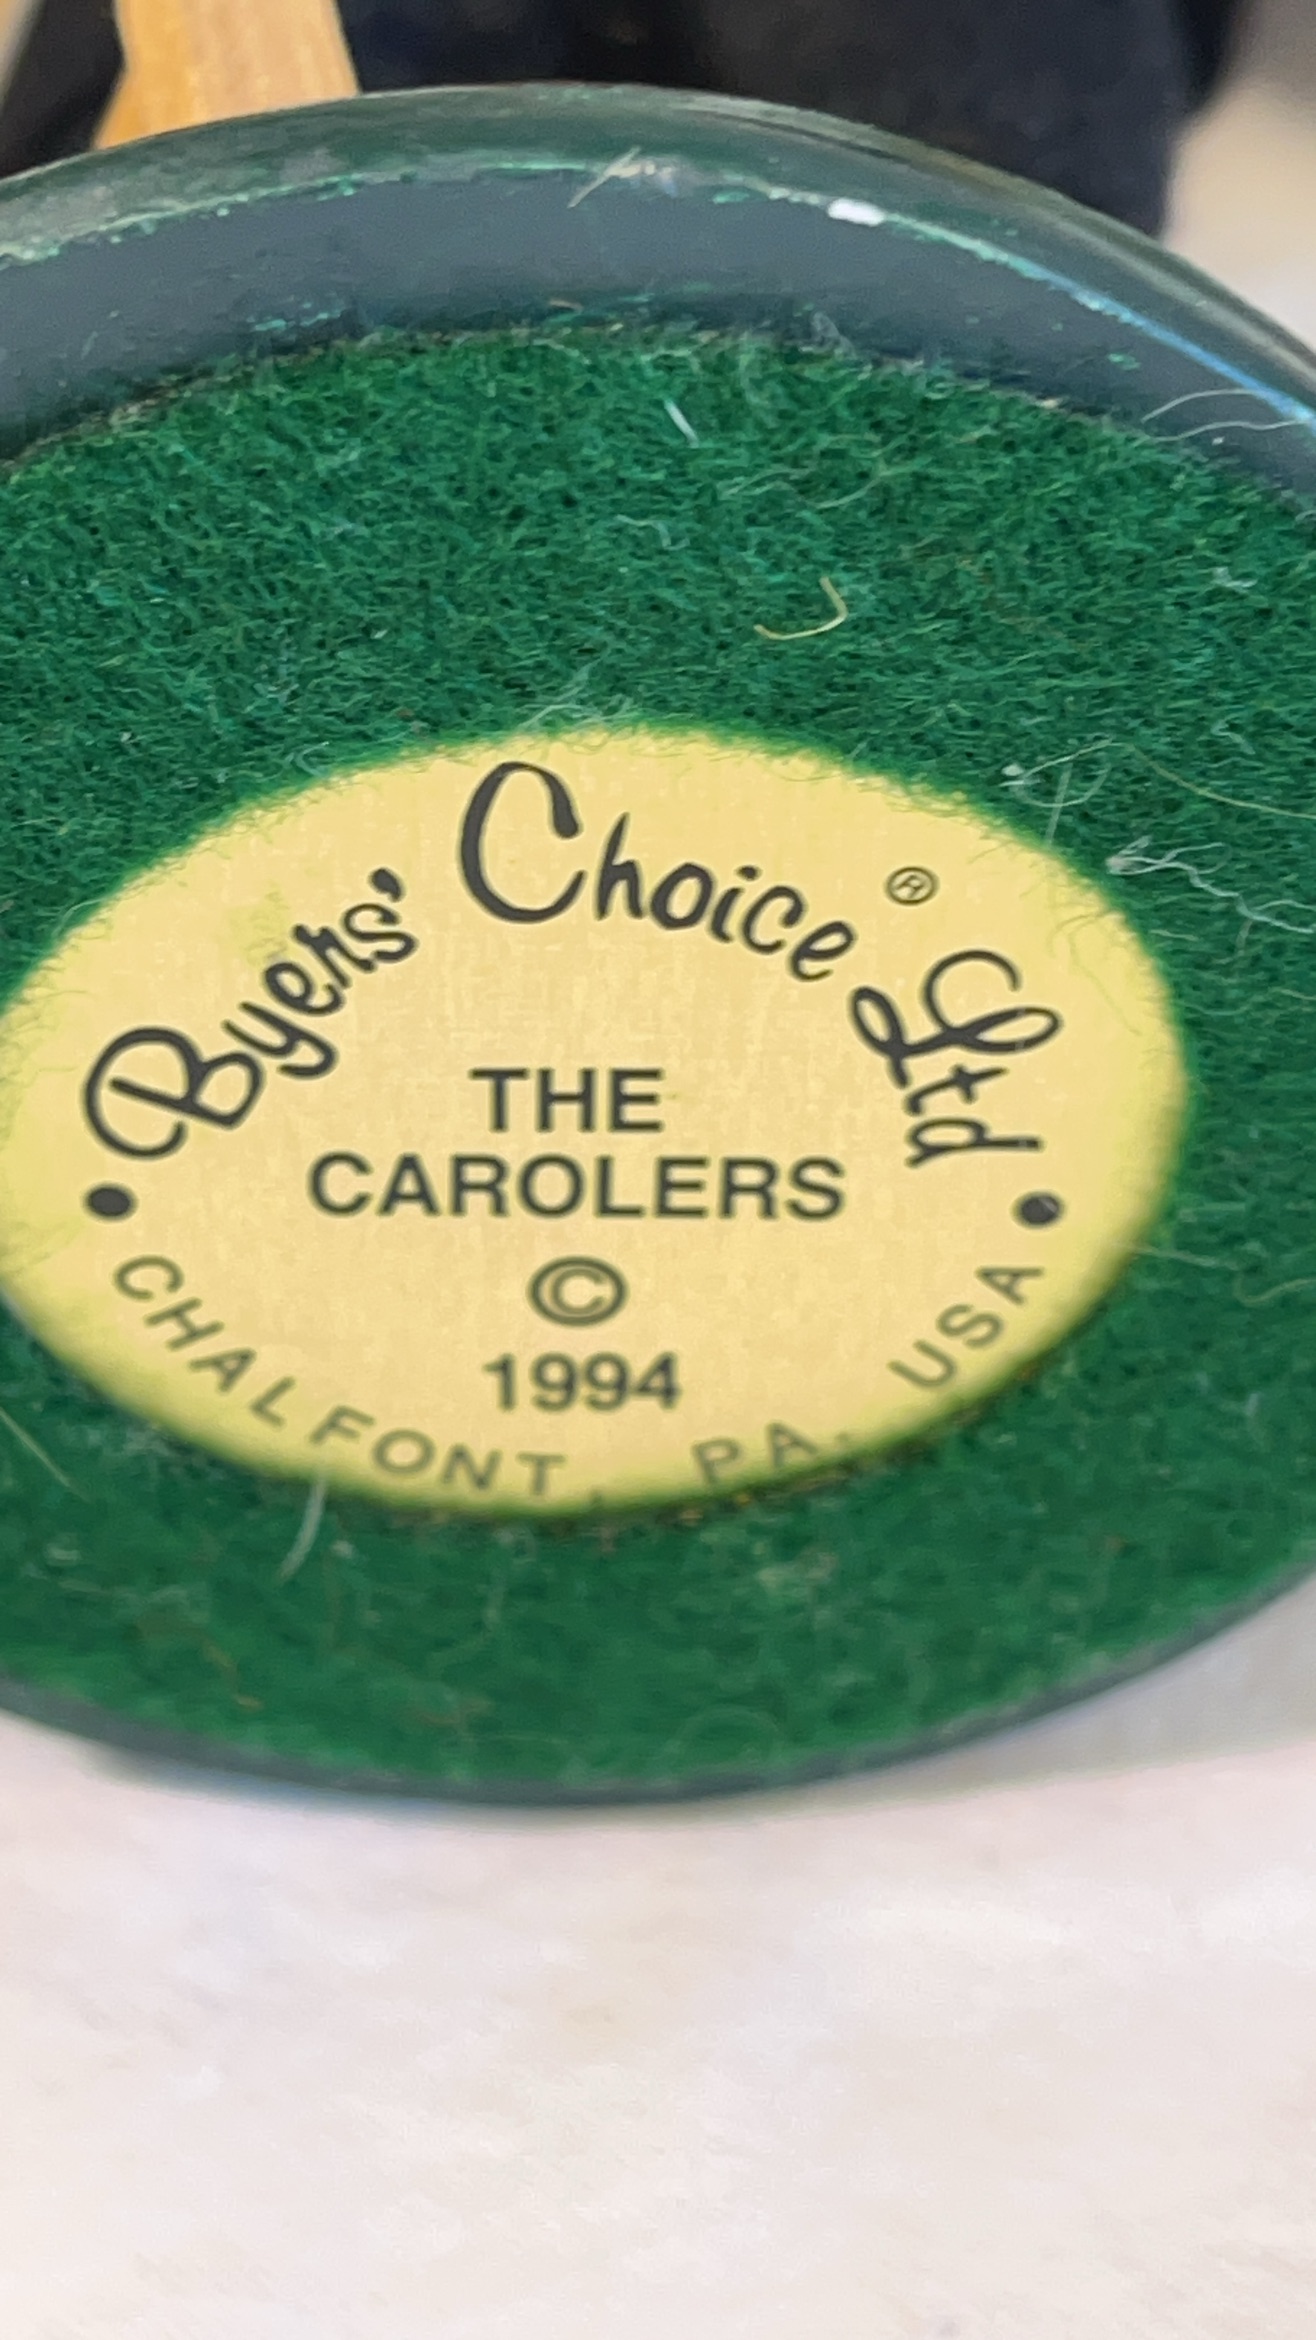 Byers' Choice Ltd ®
THE
CAROLERS
©
1994
• CHALFONT, PA. USA •